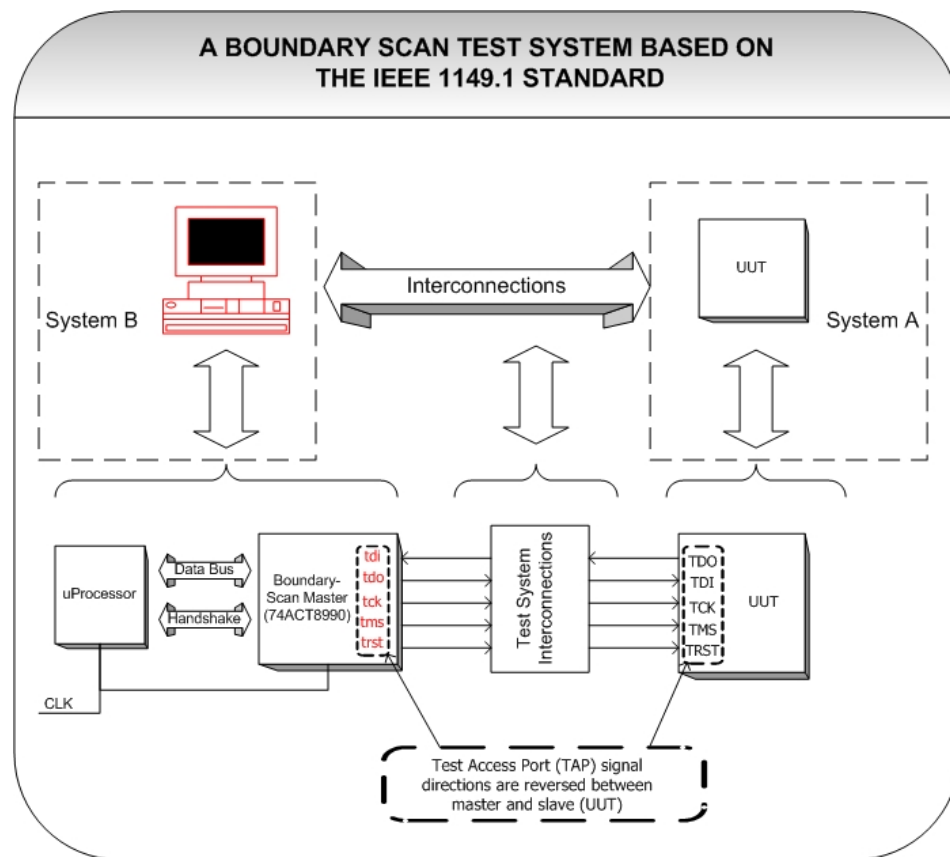 A BOUNDARY SCAN TEST SYSTEM BASED ON
THE IEEE 1149.1 STANDARD
System B
Interconnections
UUT
System A
uProcessor
Data Bus
Handshake
CLK
Boundary-
Scan Master
(74ACT8990)
tdi
tdo
tck
tms
trst
Test System
Interconnections
TDO
TDI
TCK
TMS
TRST
UUT
Test Access Port (TAP) signal
directions are reversed between
master and slave (UUT)